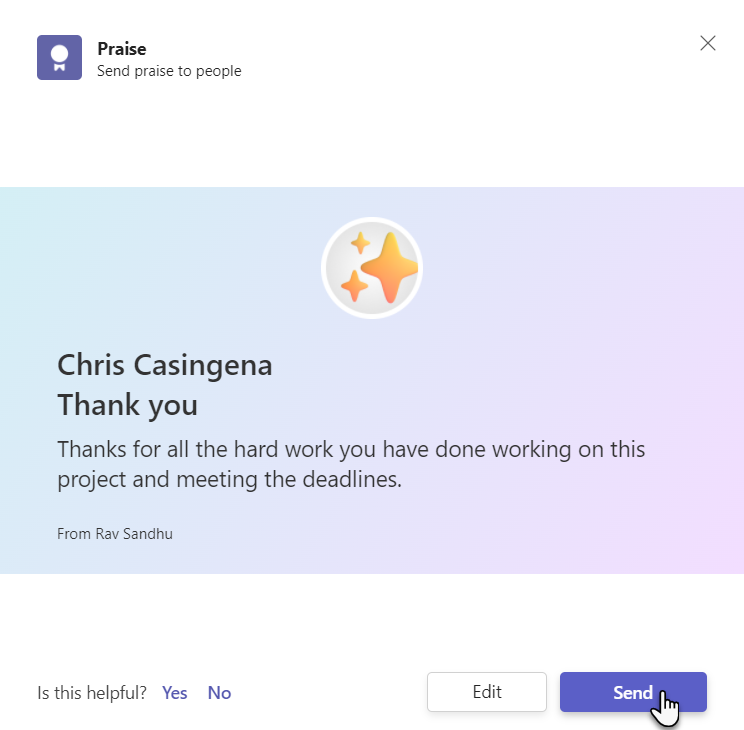 Praise
Send praise to people
Chris Casingena
Thank you
Thanks for all the hard work you have done working on this
project and meeting the deadlines.
From Rav Sandhu
Is this helpful? Yes No
Edit
Send